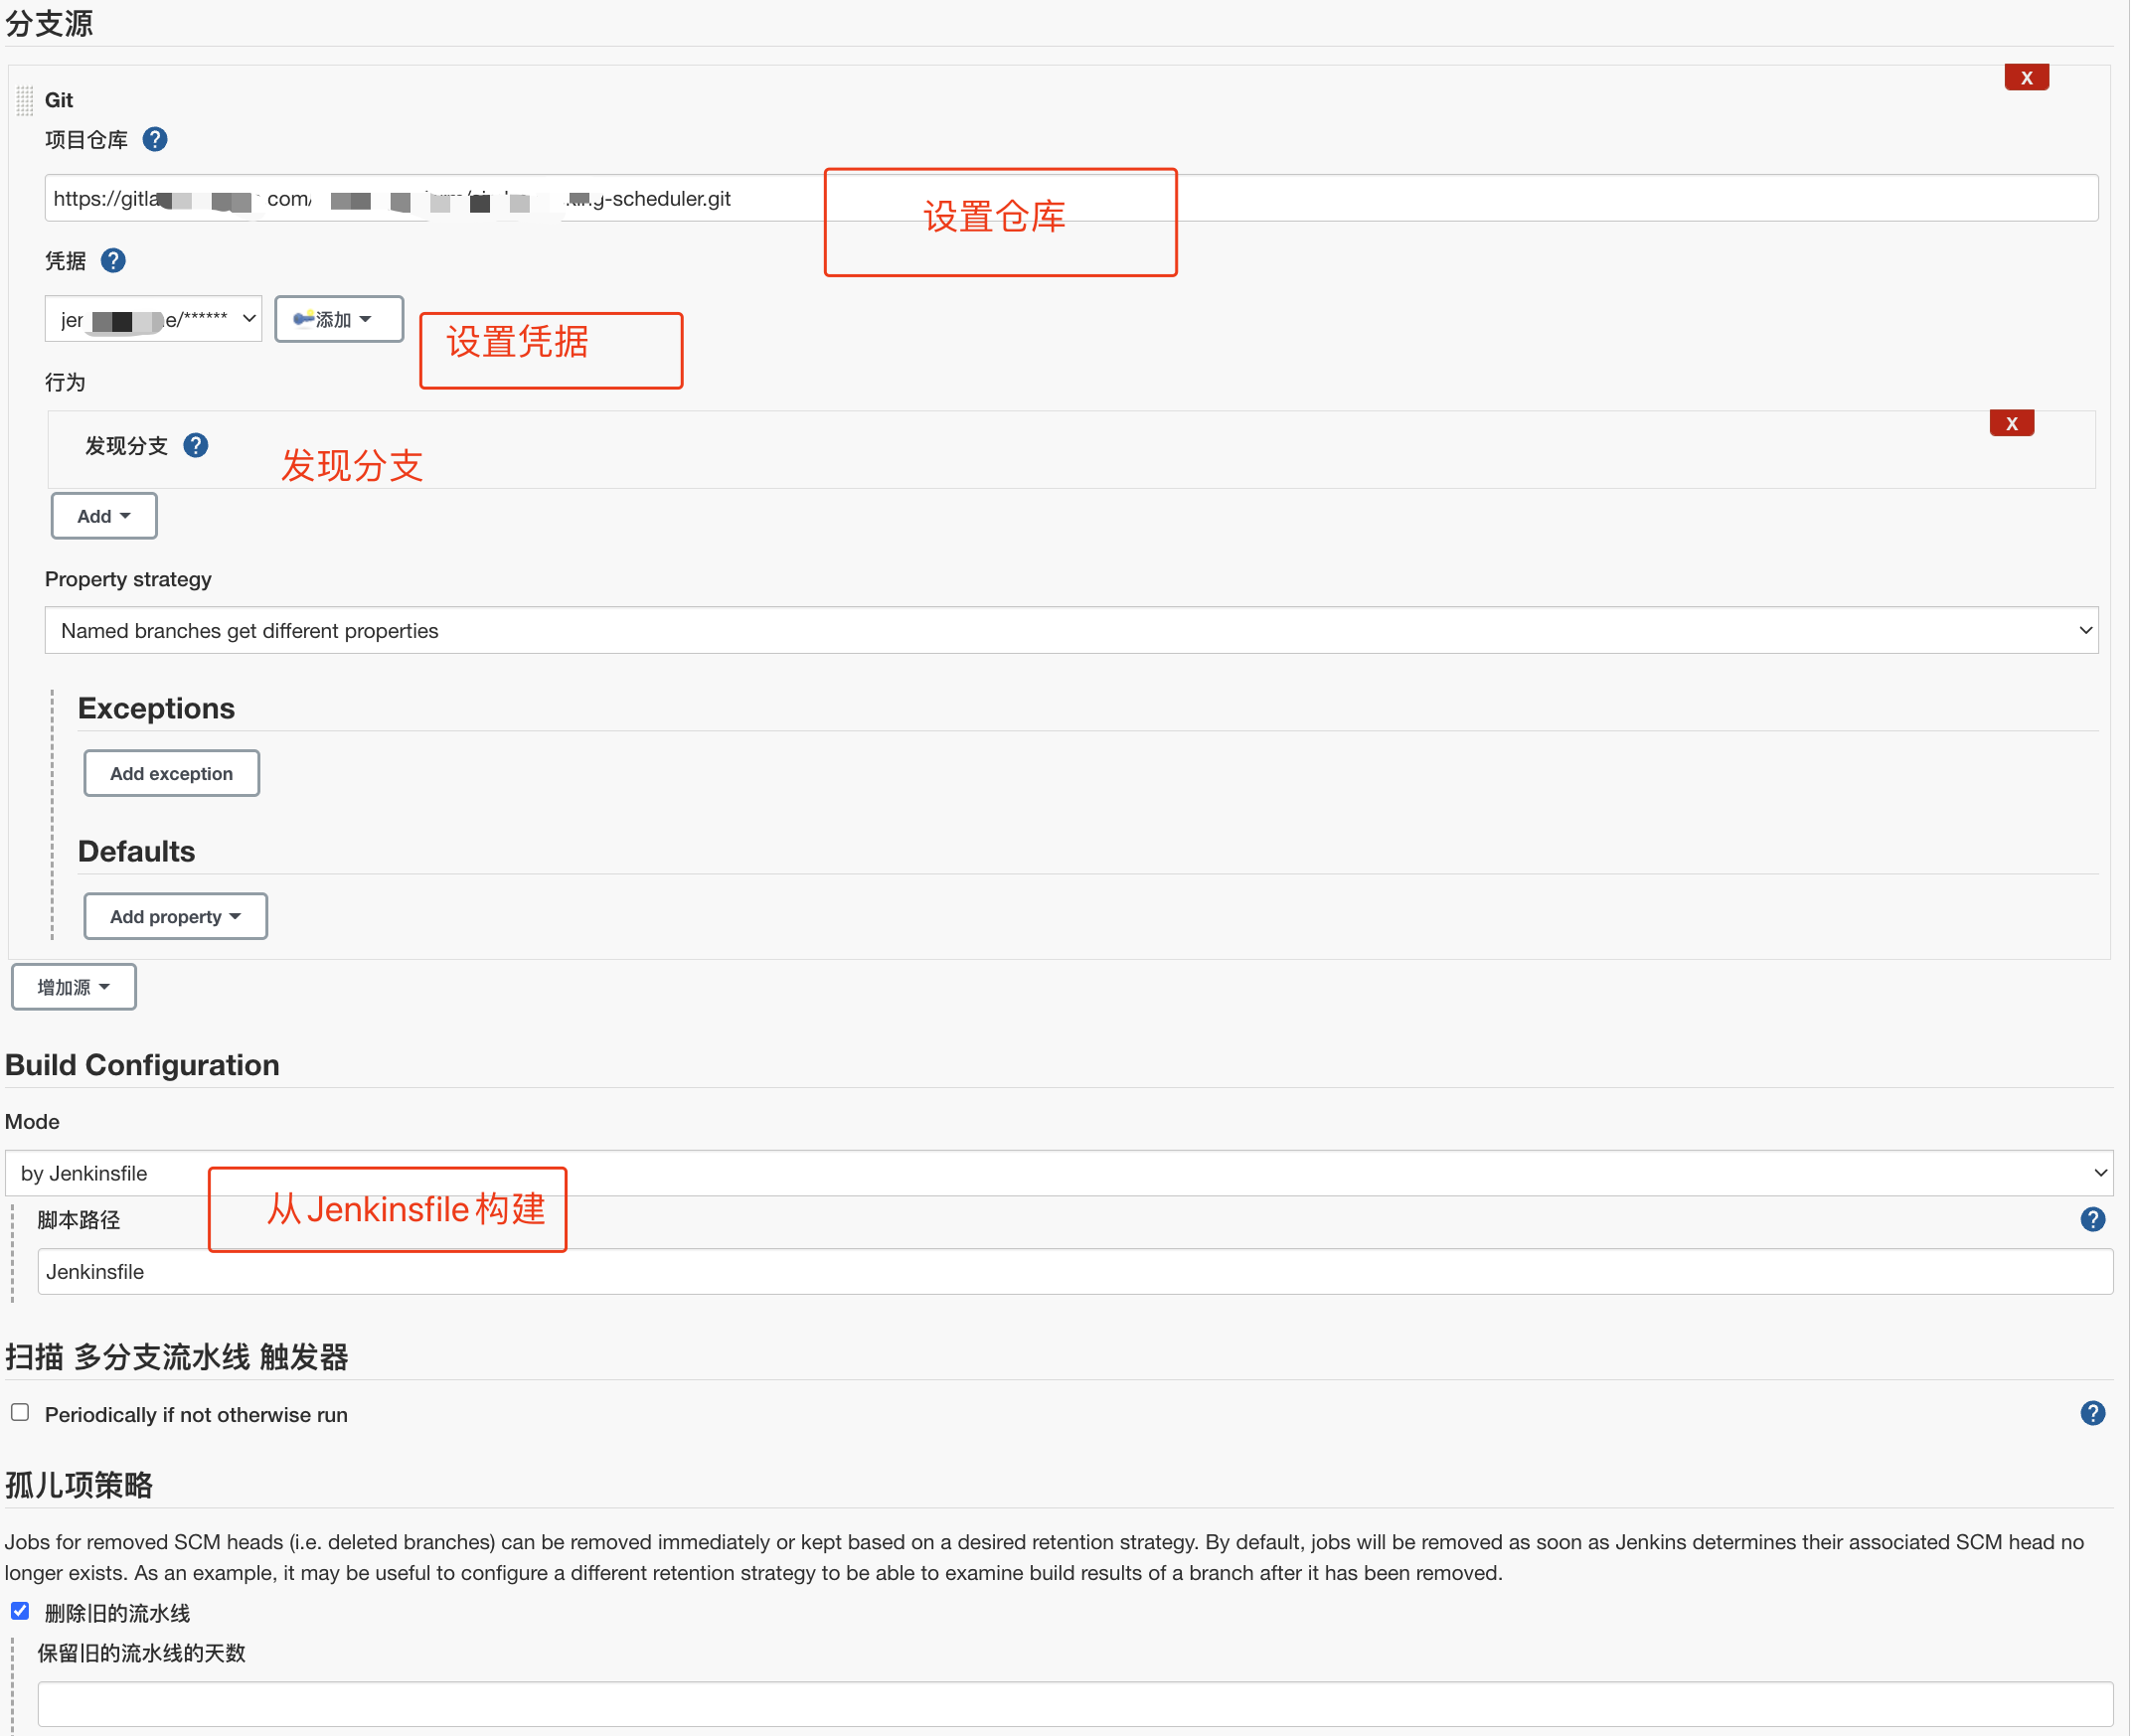 分支源
X
Git
项目仓库 ?
https://gitla com/ -scheduler.git
设置仓库
凭据 ?
jer e/****** 添加
设置凭据
行为
X
发现分支 ?
发现分支
Add
Property strategy
Named branches get different properties
Exceptions
Add exception
Defaults
Add property
增加源
Build Configuration
Mode
by Jenkinsfile
从Jenkinsfile构建
脚本路径 ?
Jenkinsfile
扫描 多分支流水线 触发器
Periodically if not otherwise run ?
孤儿项策略
Jobs for removed SCM heads (i.e. deleted branches) can be removed immediately or kept based on a desired retention strategy. By default, jobs will be removed as soon as Jenkins determines their associated SCM head no
longer exists. As an example, it may be useful to configure a different retention strategy to be able to examine build results of a branch after it has been removed.
删除旧的流水线
保留旧的流水线的天数